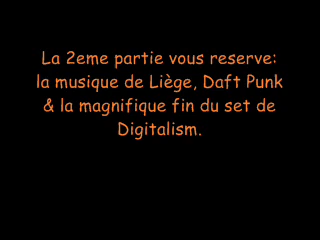 La 2eme partie vous reserve:
la musique de Liège, Daft Punk
& la magnifique fin du set de
Digitalism.